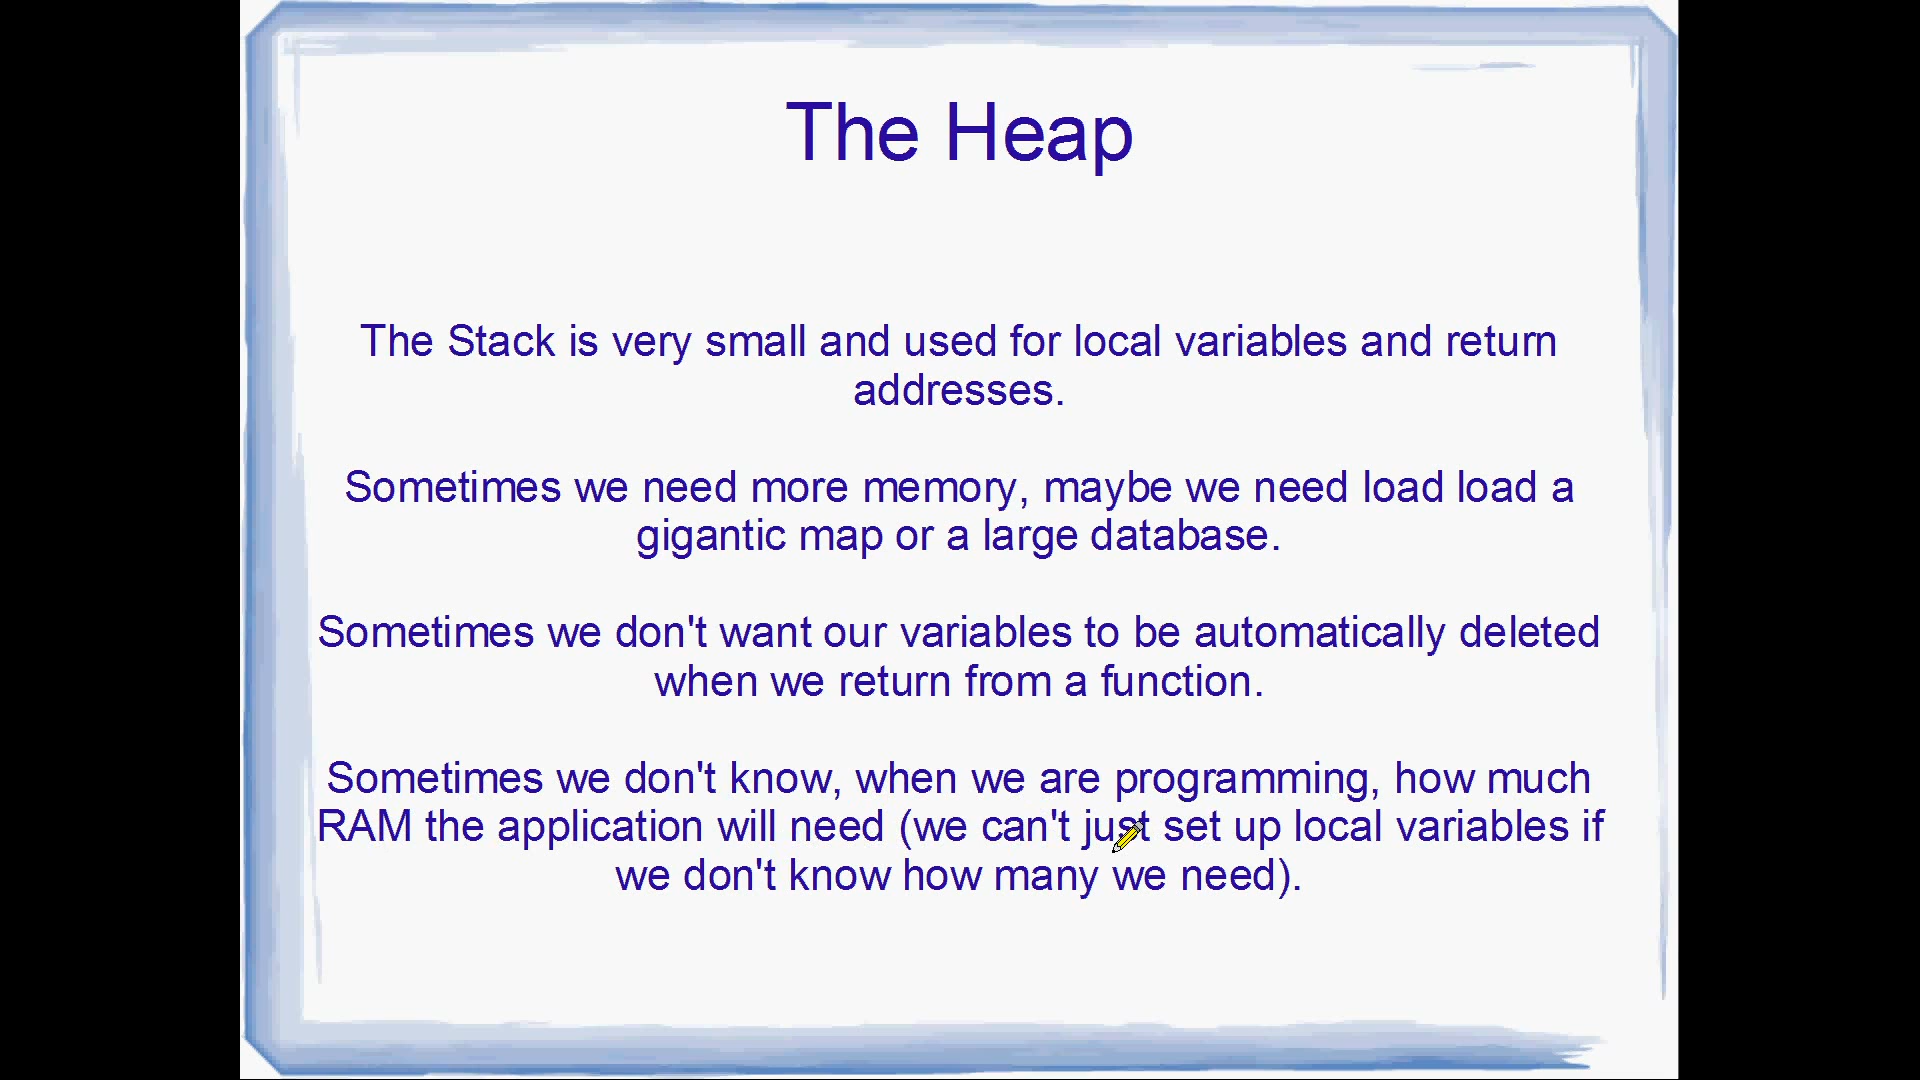 The Heap
The Stack is very small and used for local variables and return
addresses.
Sometimes we need more memory, maybe we need load load a
gigantic map or a large database.
Sometimes we don't want our variables to be automatically deleted
when we return from a function.
Sometimes we don't know, when we are programming, how much
RAM the application will need (we can't just set up local variables if
we don't know how many we need).